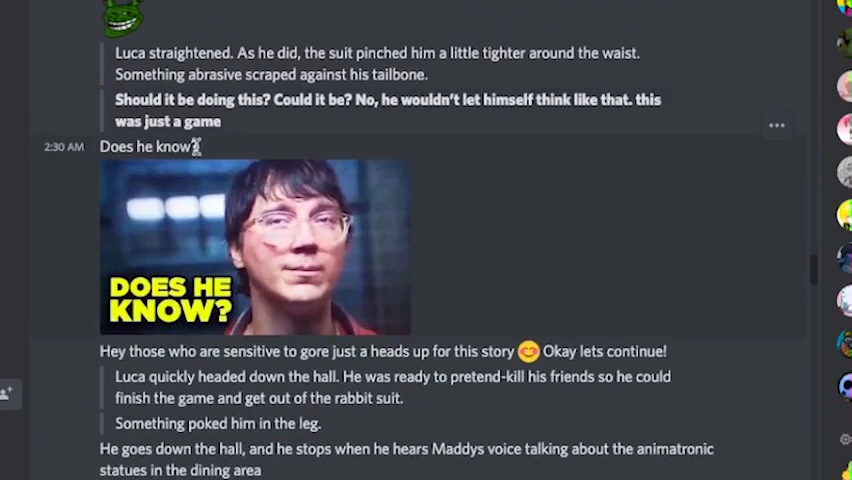 Luca straightened. As he did, the suit pinched him a little tighter around the waist.
Something abrasive scraped against his tailbone.
Should it be doing this? Could it be? No, he wouldn't let himself think like that. this
was just a game
2:30 AM
Does he know?
DOES HE
KNOW?
Hey those who are sensitive to gore just a heads up for this story 😊 Okay lets continue!
Luca quickly headed down the hall. He was ready to pretend-kill his friends so he could
finish the game and get out of the rabbit suit.
Something poked him in the leg.
He goes down the hall, and he stops when he hears Maddys voice talking about the animatronic
statues in the dining area